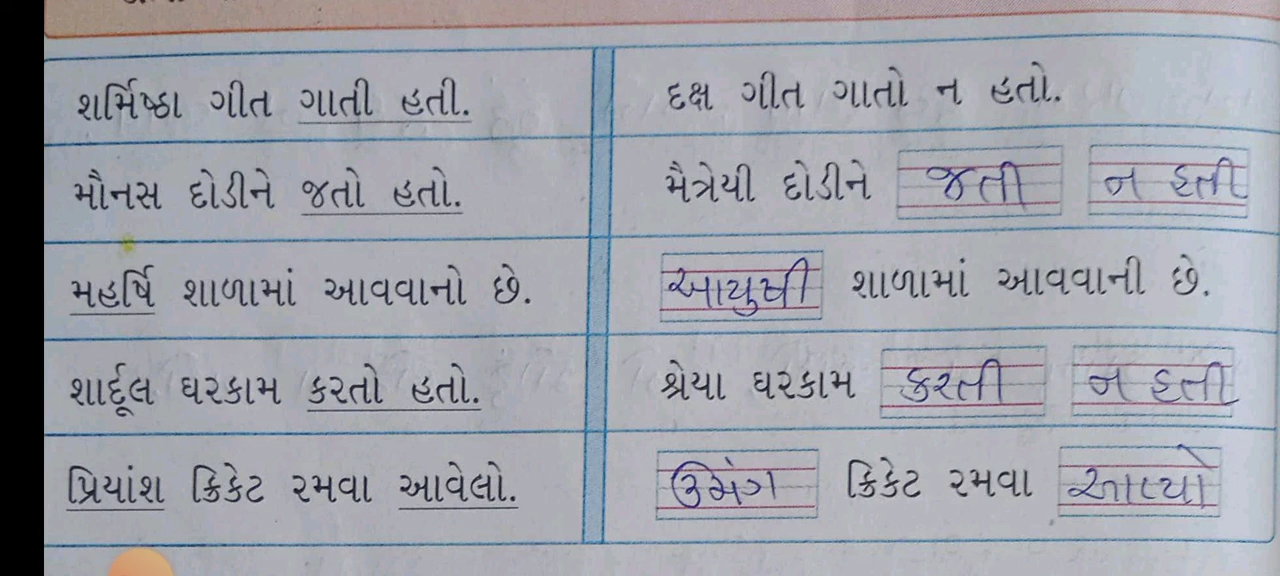 શર્મિષ્ઠા ગીત ગાતી હતી. દક્ષ ગીત ગાતો ન હતો.
મૌનસ દોડીને જતો હતો. મૈત્રેયી દોડીને જતી ન હતી
મહર્ષિ શાળામાં આવવાનો છે. આયુષી શાળામાં આવવાની છે.
શાર્દૂલ ઘરકામ કરતો હતો. શ્રેયા ઘરકામ કરતી ન હતી
પ્રિયાંશ ક્રિકેટ રમવા આવેલો. ઉમંગ ક્રિકેટ રમવા આવ્યો